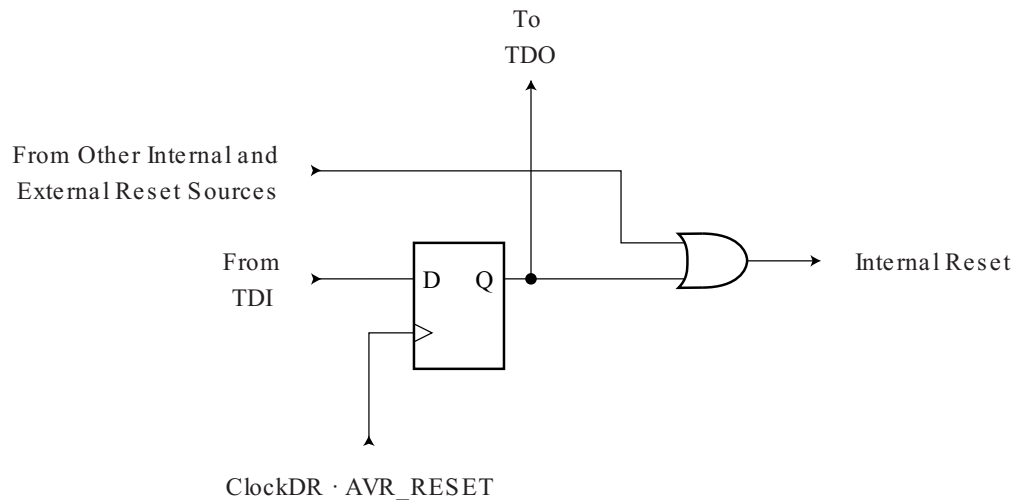 To
TDO
From Other Internal and
External Reset Sources
From
TDI
D Q
Internal Reset
ClockDR · AVR_RESET